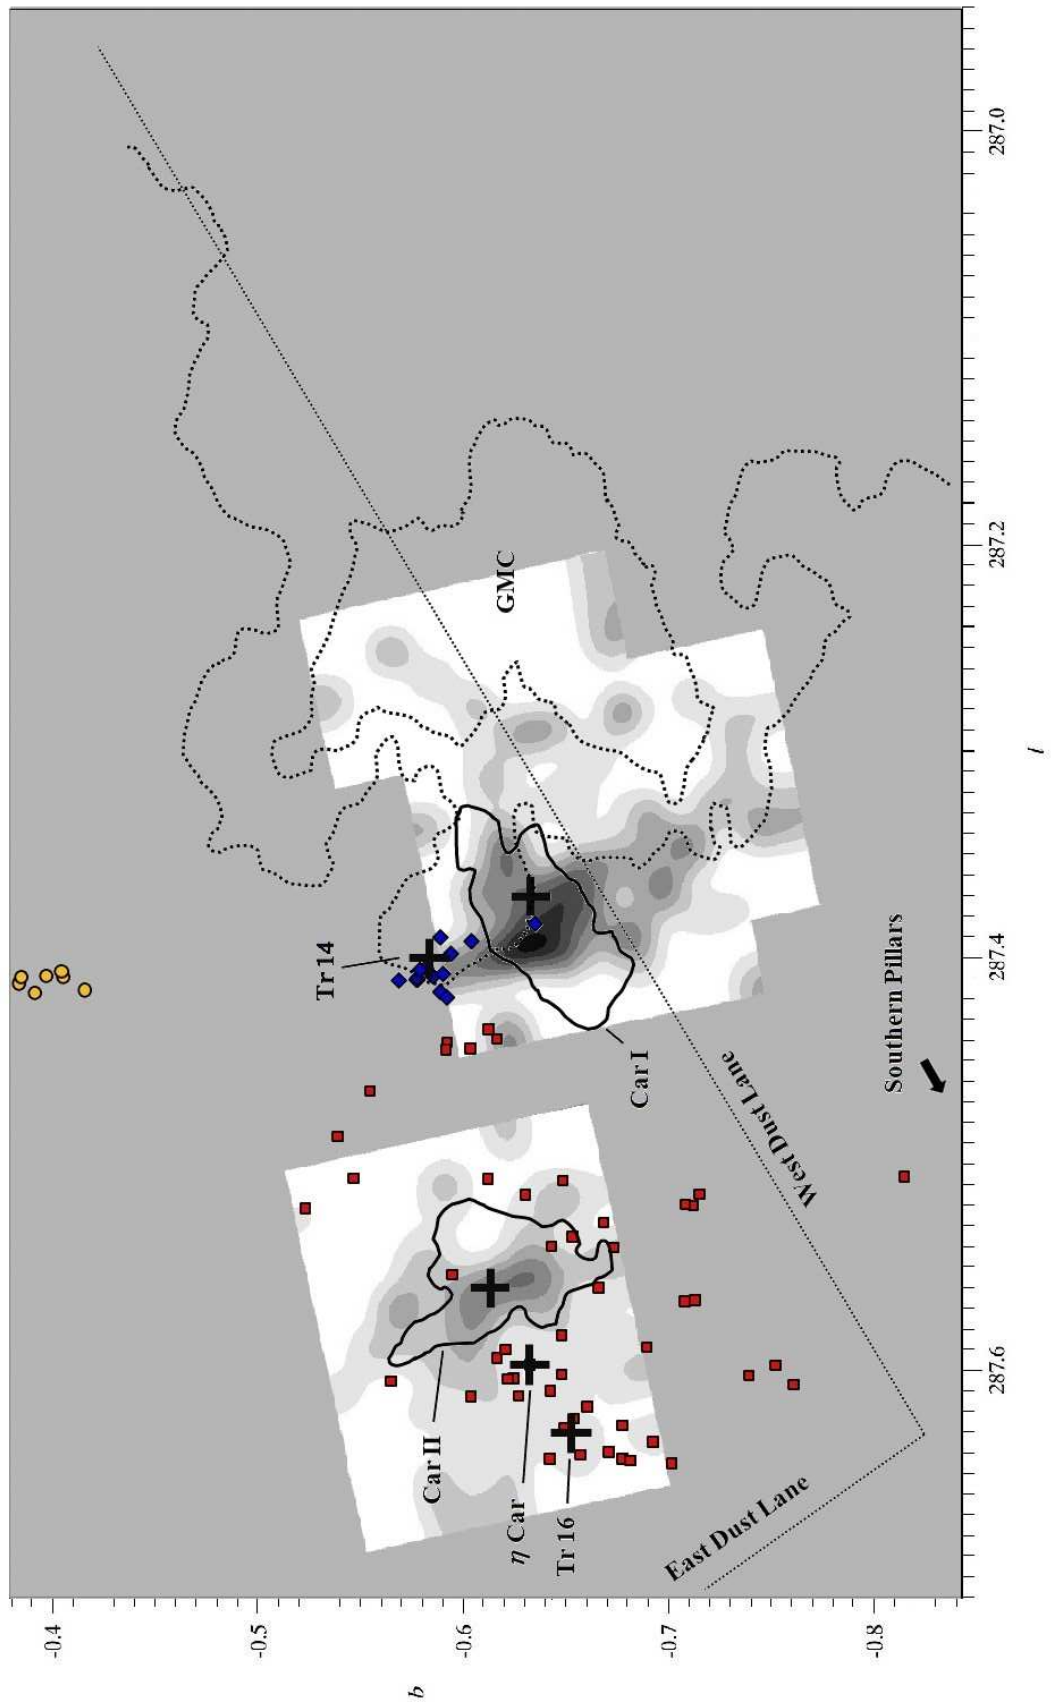 GMC
Tr 14
Car I
Southern Pillars
West Dust Lane
Car II
η Car
Tr 16
East Dust Lane
287.0
287.2
287.4
287.6
l
-0.4
-0.5
-0.6
-0.7
-0.8
b